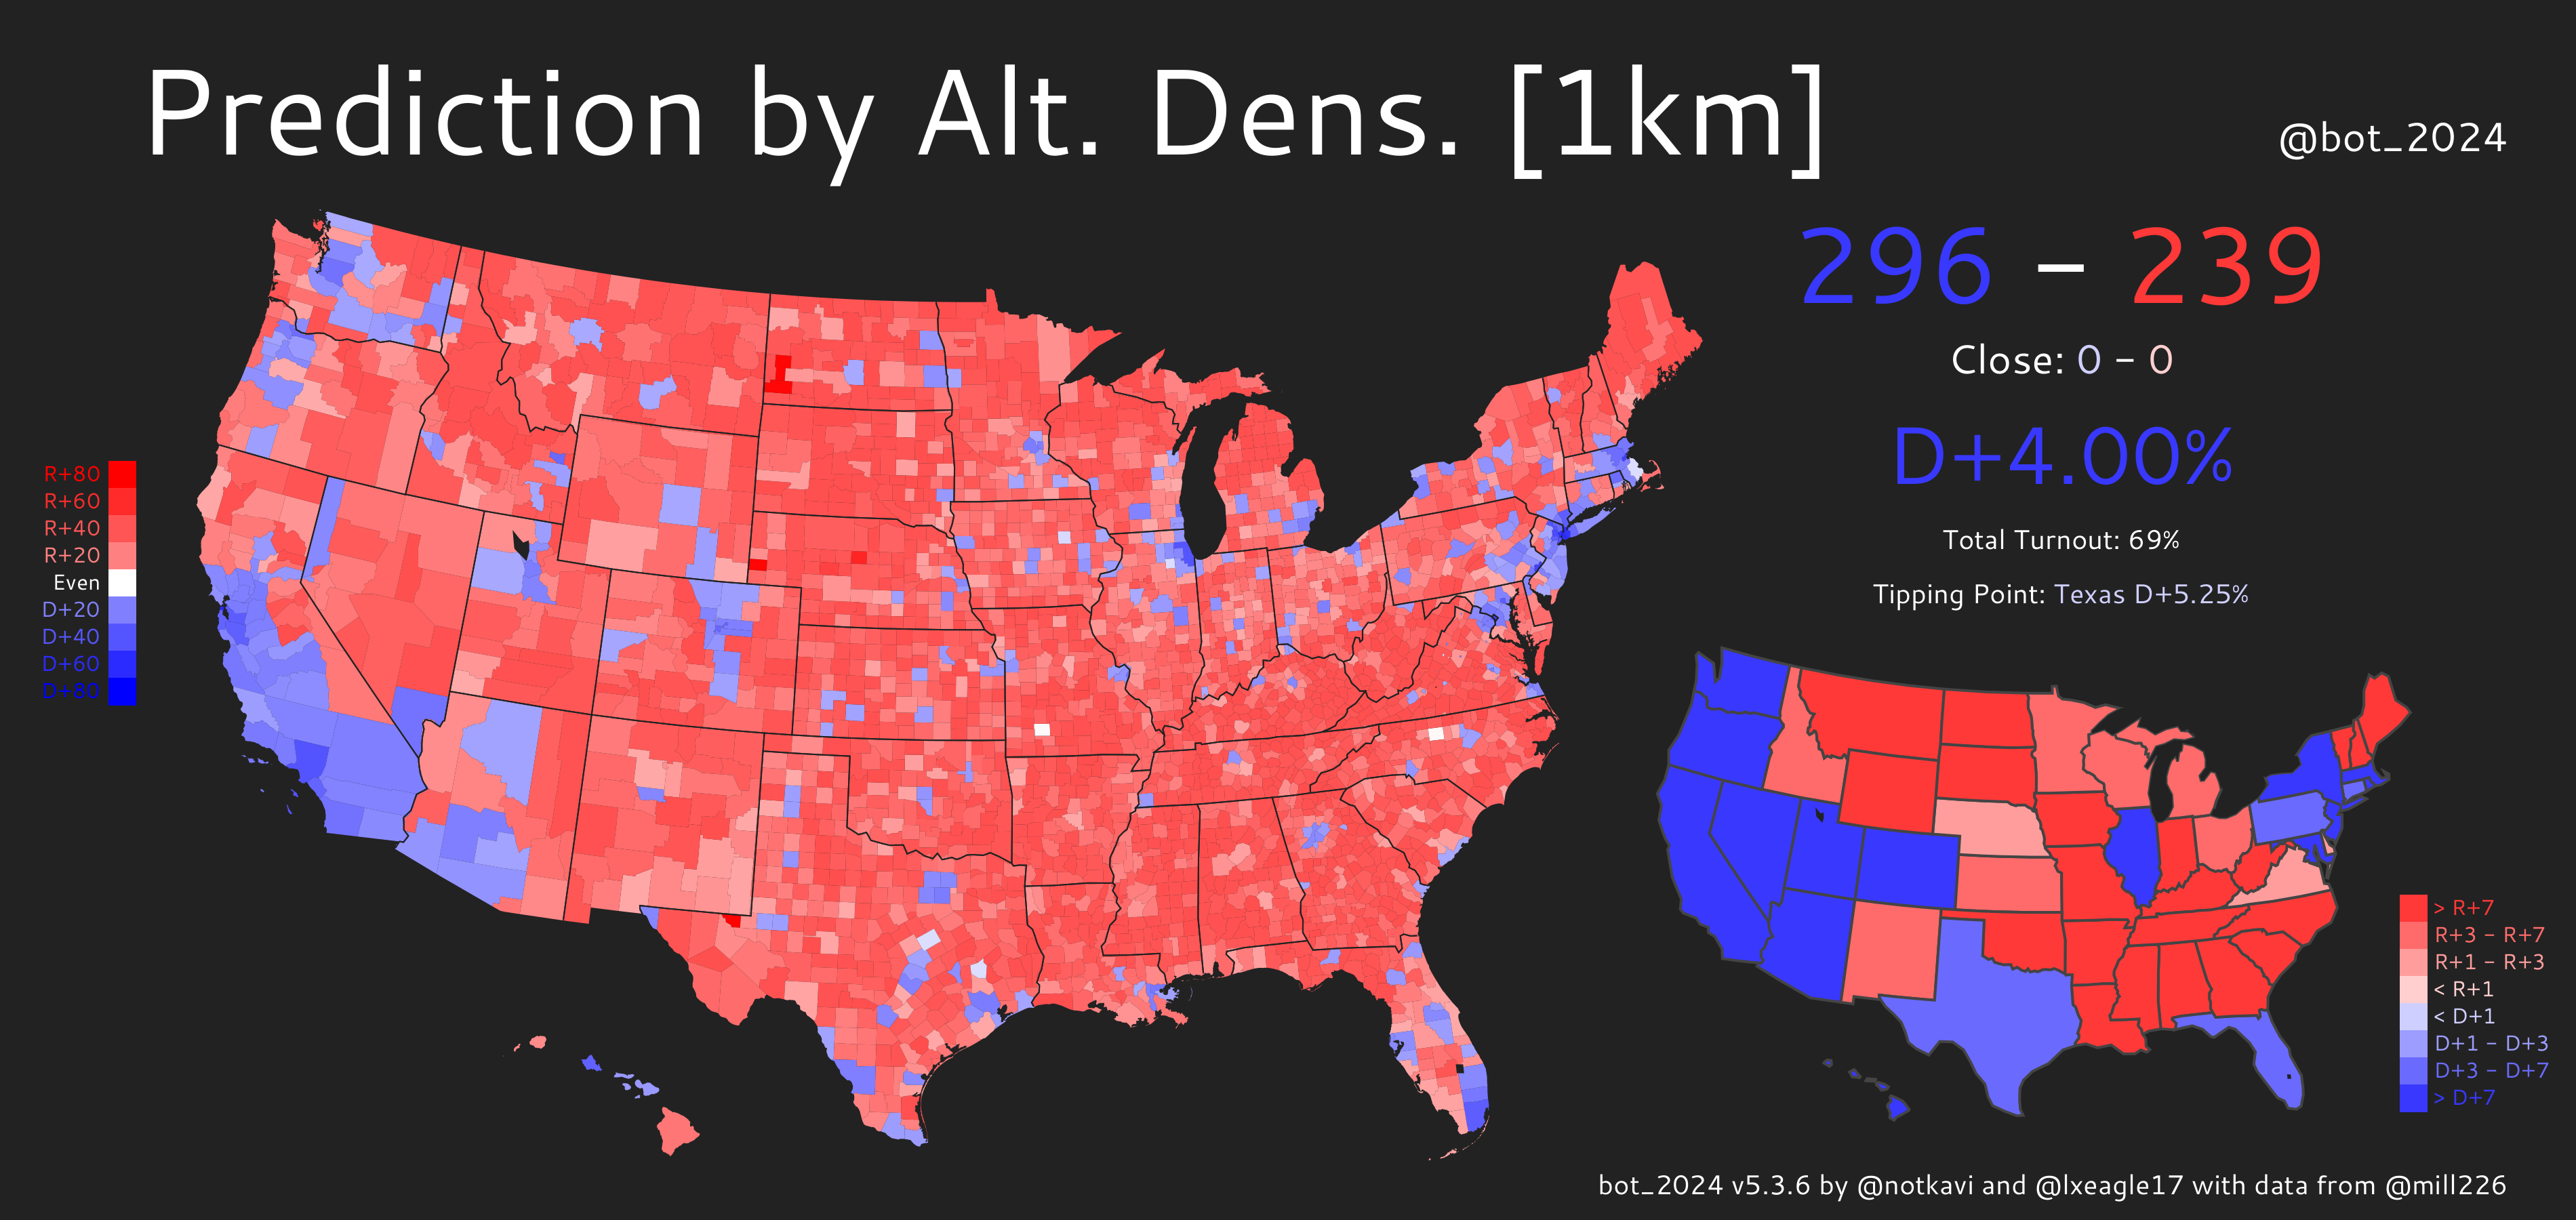 Prediction by Alt. Dens. [1km]
@bot_2024
296 – 239
Close: 0 – 0
D+4.00%
Total Turnout: 69%
Tipping Point: Texas D+5.25%
R+80
R+60
R+40
R+20
Even
D+20
D+40
D+60
D+80
> R+7
R+3 – R+7
R+1 – R+3
< R+1
< D+1
D+1 – D+3
D+3 – D+7
> D+7
bot_2024 v5.3.6 by @notkavi and @lxeagle17 with data from @mill226